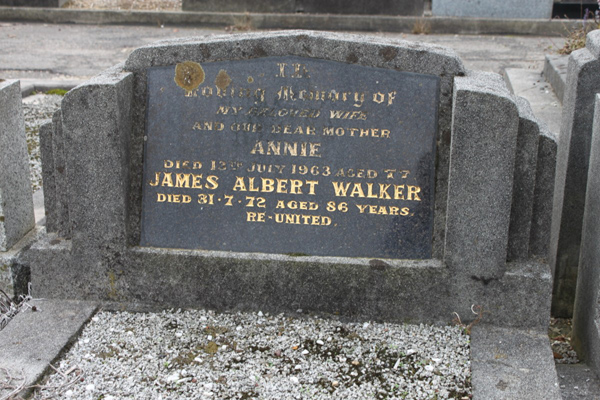 IN
Loving Memory of
MY BELOVED WIFE
AND OUR DEAR MOTHER
ANNIE
DIED 13TH JULY 1963 AGED 77
JAMES ALBERT WALKER
DIED 31·7·72 AGED 86 YEARS.
RE-UNITED.